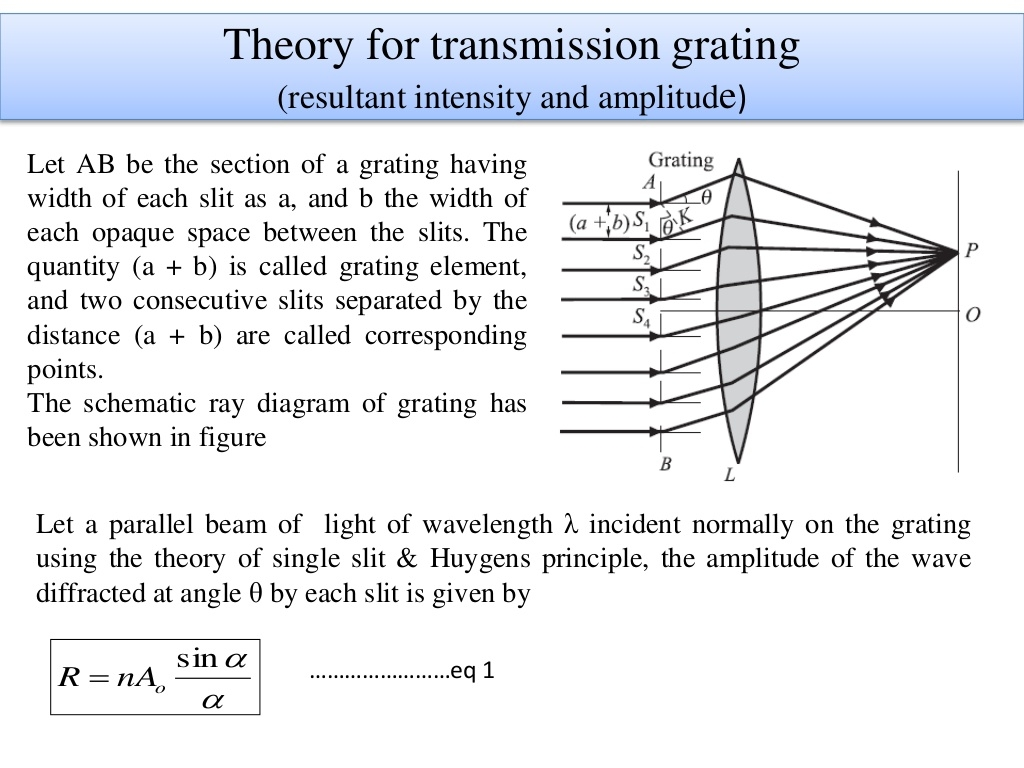 Theory for transmission grating
(resultant intensity and amplitude)
Let AB be the section of a grating having
width of each slit as a, and b the width of
each opaque space between the slits. The
quantity (a + b) is called grating element,
and two consecutive slits separated by the
distance (a + b) are called corresponding
points.
The schematic ray diagram of grating has
been shown in figure
Grating
A
θ
(a + b) S₁ θ K
S₂
S₃
S₄
P
O
B
L
Let a parallel beam of light of wavelength λ incident normally on the grating
using the theory of single slit & Huygens principle, the amplitude of the wave
diffracted at angle θ by each slit is given by
R = nAₒ sin α / α
……………………eq 1